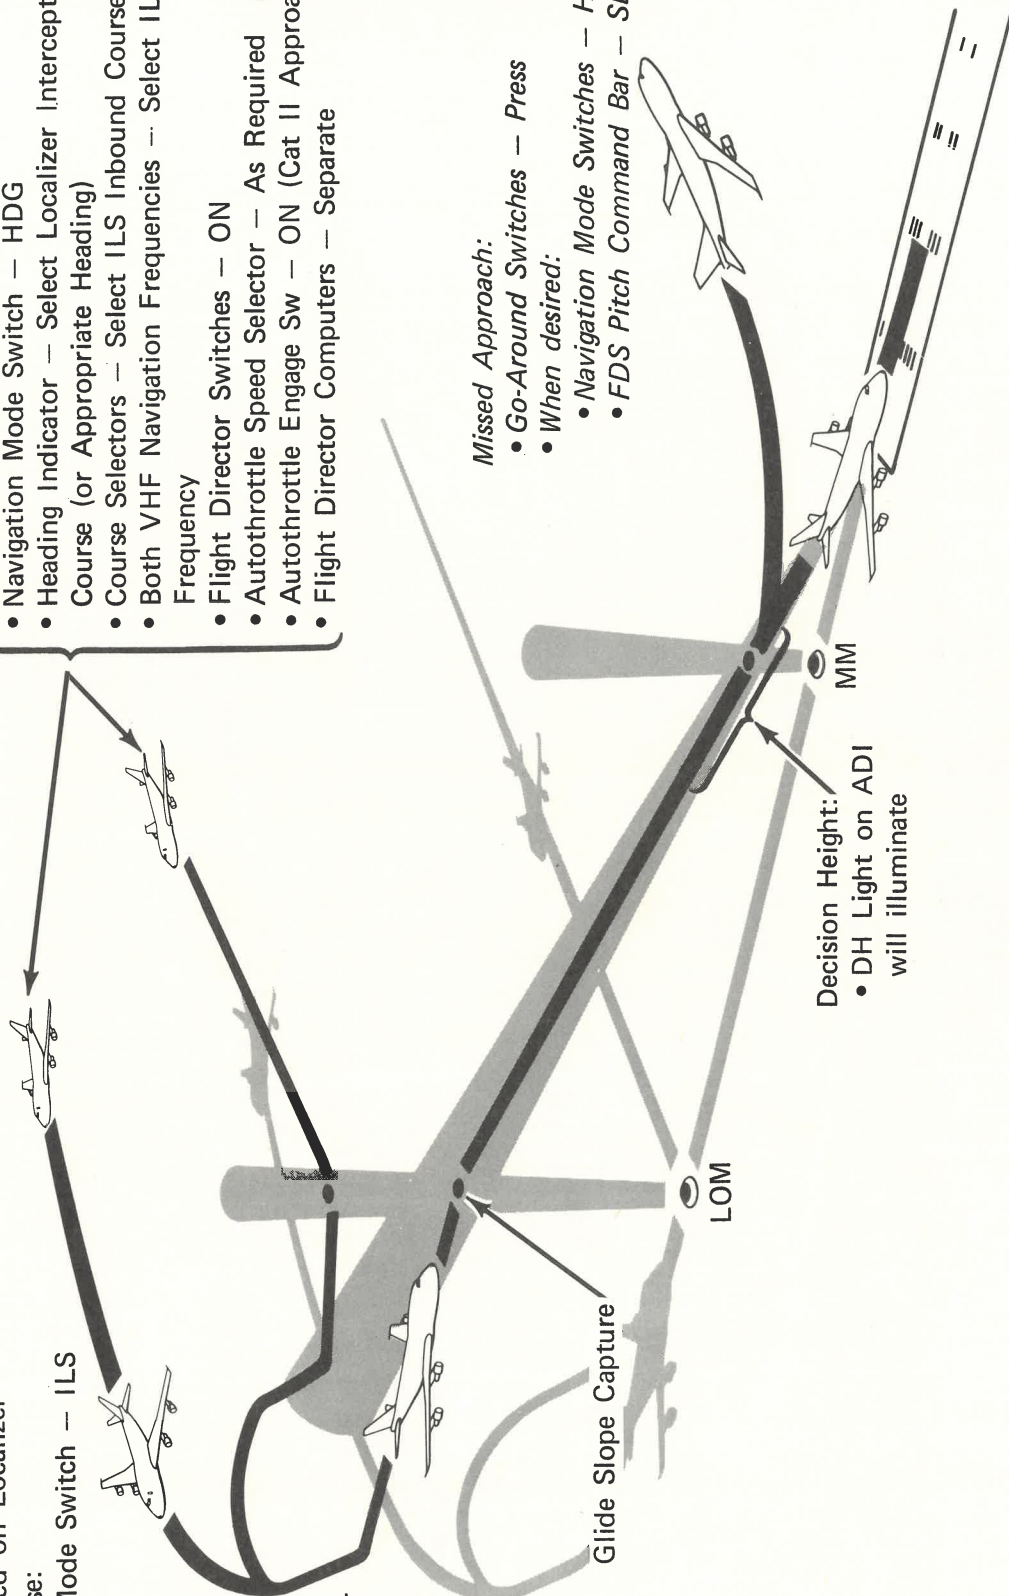 ed on Localizer
se:
Mode Switch — ILS
• Navigation Mode Switch — HDG
• Heading Indicator — Select Localizer Intercept
Course (or Appropriate Heading)
• Course Selectors — Select ILS Inbound Course
• Both VHF Navigation Frequencies — Select IL
Frequency
• Flight Director Switches — ON
• Autothrottle Speed Selector — As Required
• Autothrottle Engage Sw — ON (Cat II Approa
• Flight Director Computers — Separate
Missed Approach:
• Go-Around Switches — Press
• When desired:
• Navigation Mode Switches — H
• FDS Pitch Command Bar — S
Glide Slope Capture
LOM
Decision Height:
• DH Light on ADI
will illuminate
MM